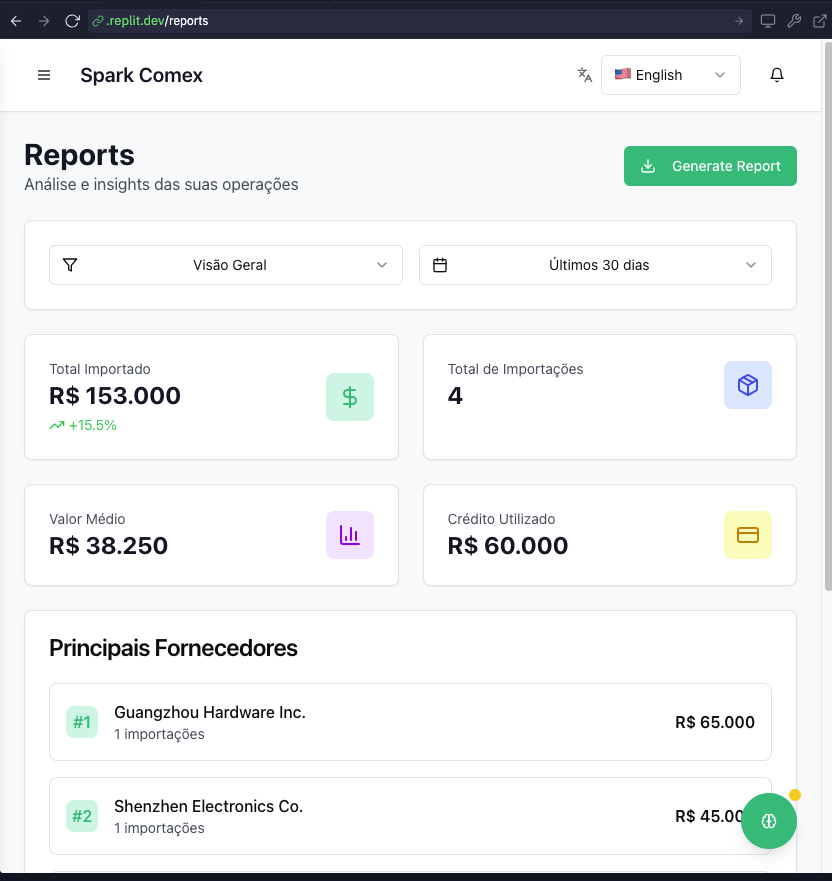 .replit.dev/reports
Spark Comex
English
Reports
Análise e insights das suas operações
Generate Report
Visão Geral
Últimos 30 dias
Total Importado
R$ 153.000
+15.5%
Total de Importações
4
Valor Médio
R$ 38.250
Crédito Utilizado
R$ 60.000
Principais Fornecedores
#1
Guangzhou Hardware Inc.
1 importações
R$ 65.000
#2
Shenzhen Electronics Co.
1 importações
R$ 45.00